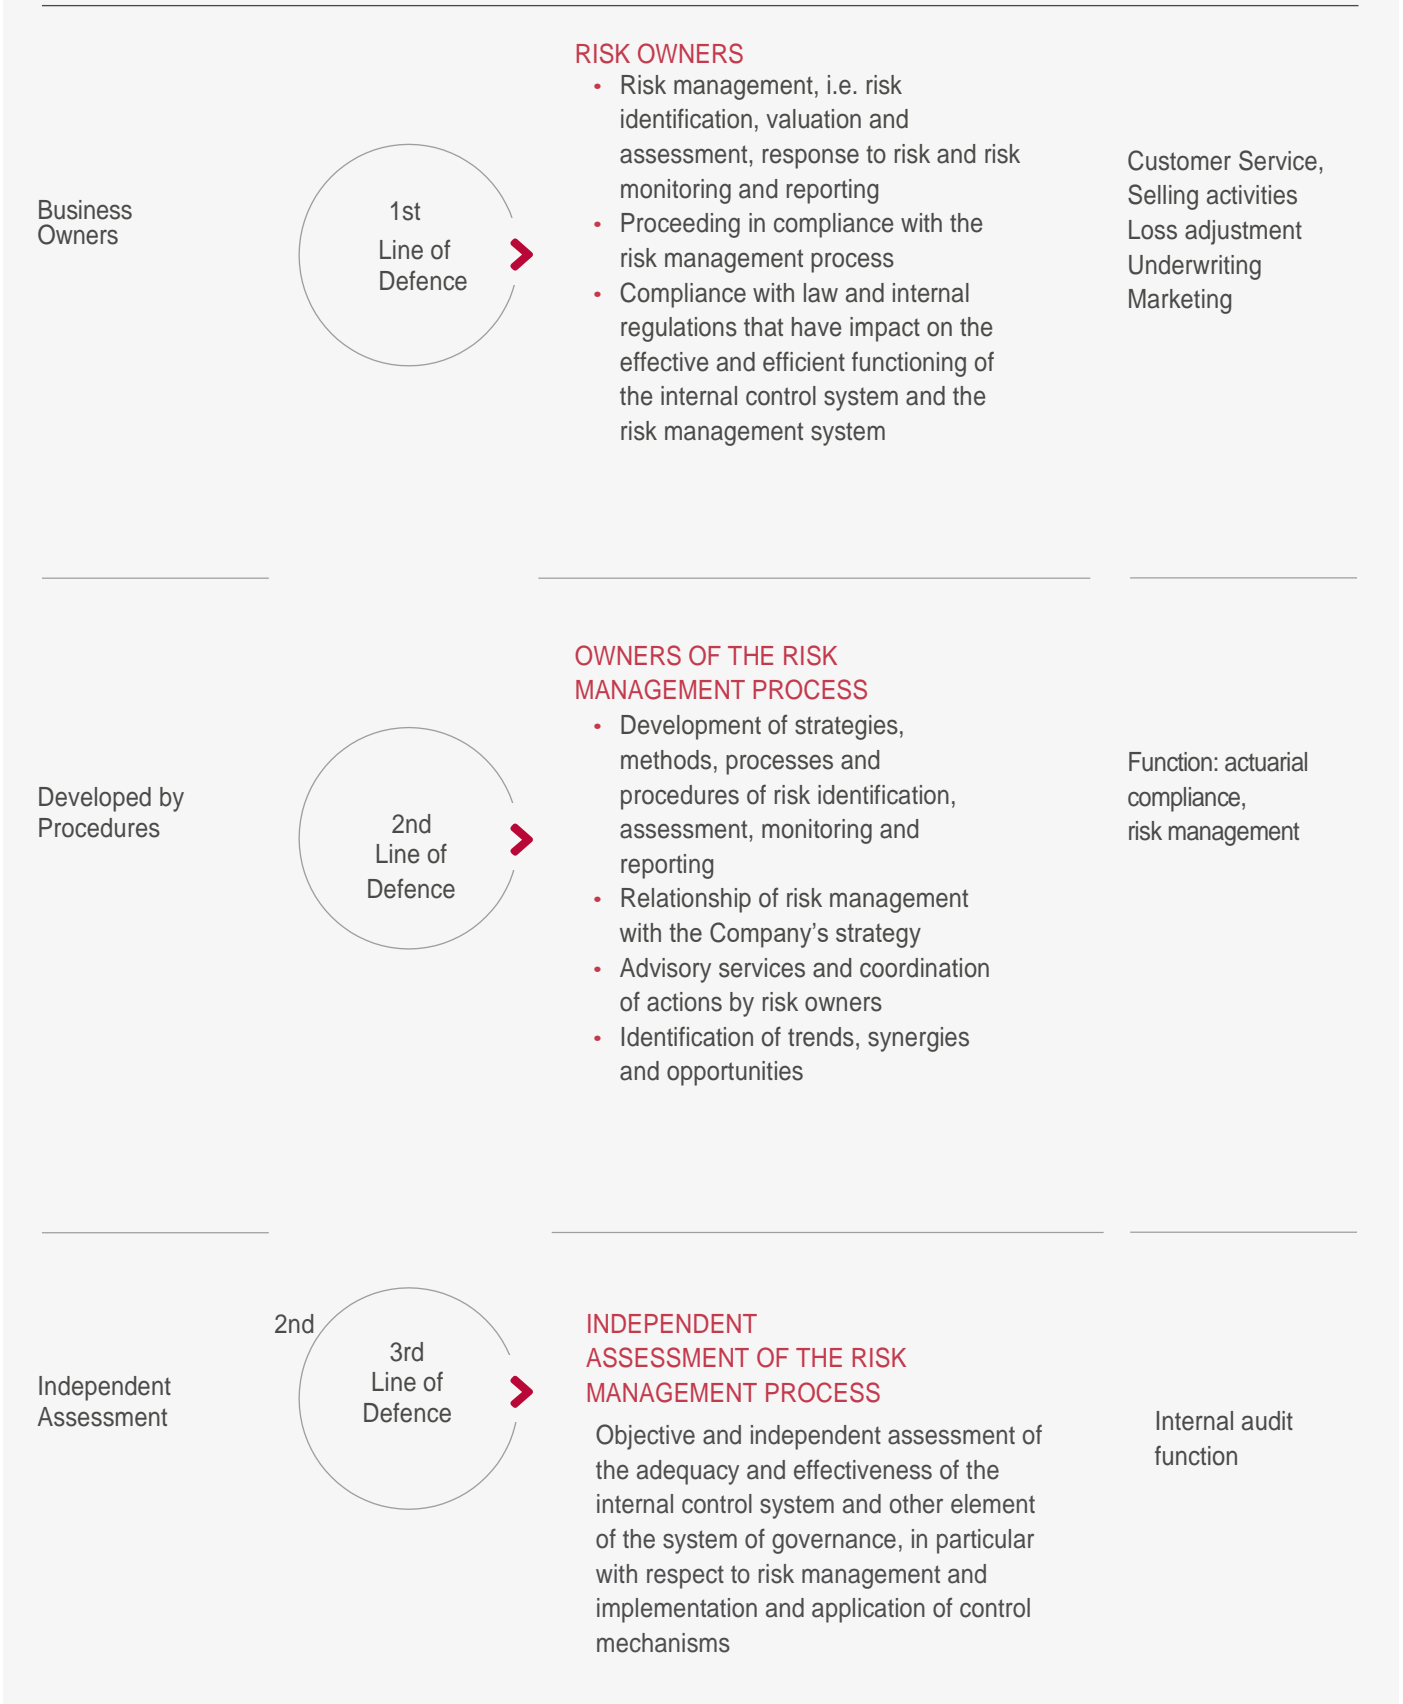 Business
Owners
1st
Line of
Defence
RISK OWNERS
• Risk management, i.e. risk
identification, valuation and
assessment, response to risk and risk
monitoring and reporting
• Proceeding in compliance with the
risk management process
• Compliance with law and internal
regulations that have impact on the
effective and efficient functioning of
the internal control system and the
risk management system
Customer Service,
Selling activities
Loss adjustment
Underwriting
Marketing
Developed by
Procedures
2nd
Line of
Defence
OWNERS OF THE RISK
MANAGEMENT PROCESS
• Development of strategies,
methods, processes and
procedures of risk identification,
assessment, monitoring and
reporting
• Relationship of risk management
with the Company’s strategy
• Advisory services and coordination
of actions by risk owners
• Identification of trends, synergies
and opportunities
Function: actuarial
compliance,
risk management
Independent
Assessment
2nd
3rd
Line of
Defence
INDEPENDENT
ASSESSMENT OF THE RISK
MANAGEMENT PROCESS
Objective and independent assessment of
the adequacy and effectiveness of the
internal control system and other element
of the system of governance, in particular
with respect to risk management and
implementation and application of control
mechanisms
Internal audit
function